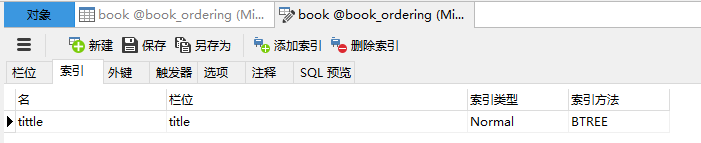 对象 book @book_ordering (Mi... book @book_ordering (Mi...
新建 保存 另存为 添加索引 删除索引
栏位 索引 外键 触发器 选项 注释 SQL 预览
名 栏位 索引类型 索引方法
tittle title Normal BTREE